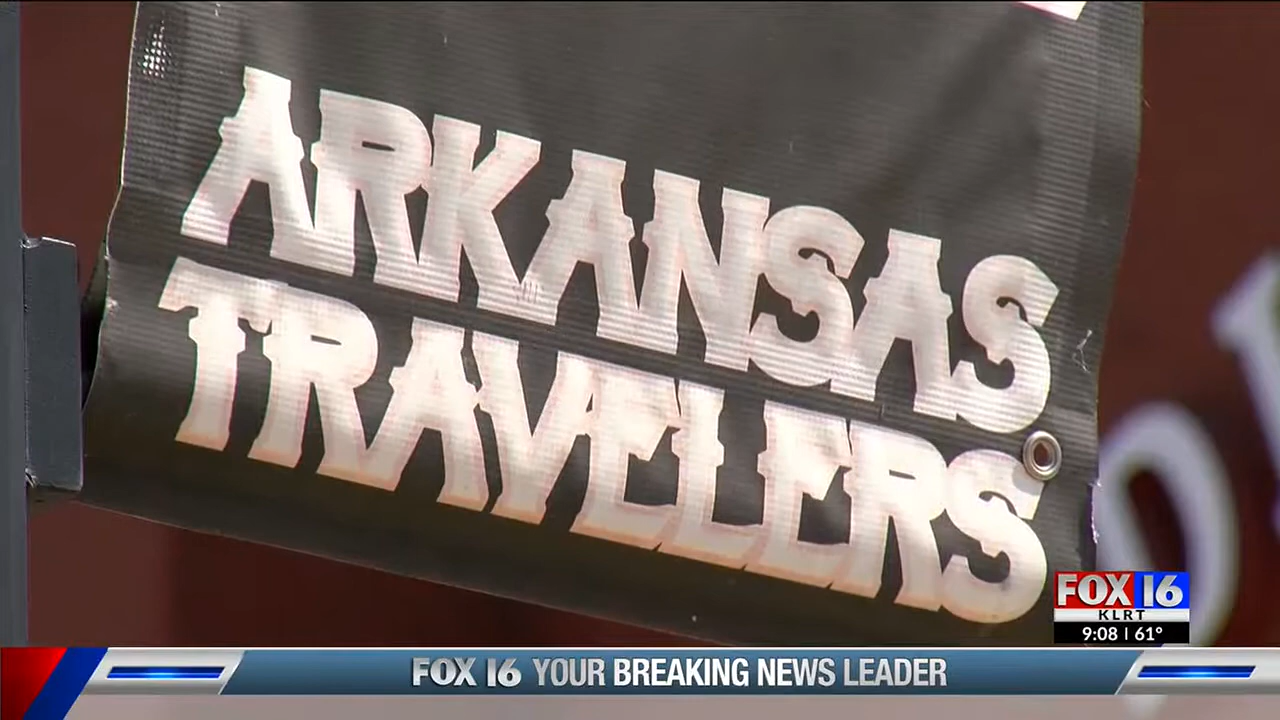 ARKANSAS
TRAVELERS
FOX 16
KLRT
9:08 | 61°
FOX 16 YOUR BREAKING NEWS LEADER